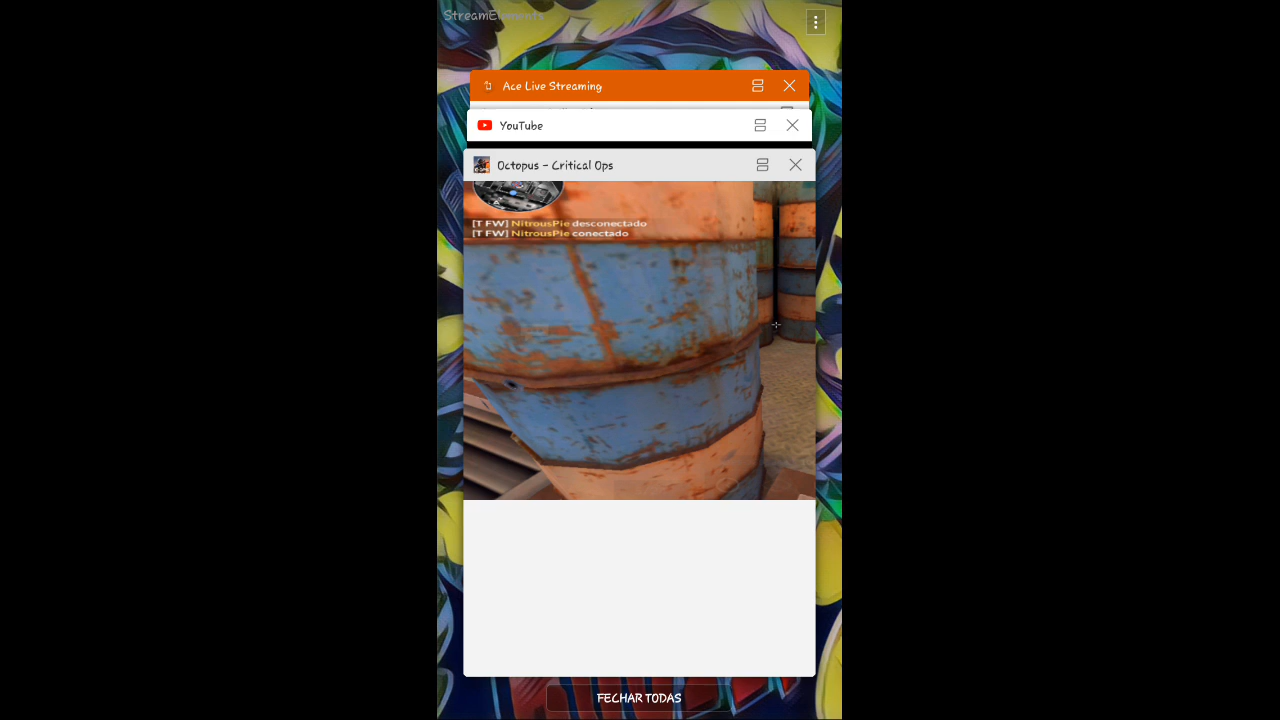 StreamElements
Ace Live Streaming
YouTube
Octopus - Critical Ops
[T FW] NitrousPie desconectado
[T FW] NitrousPie conectado
FECHAR TODAS